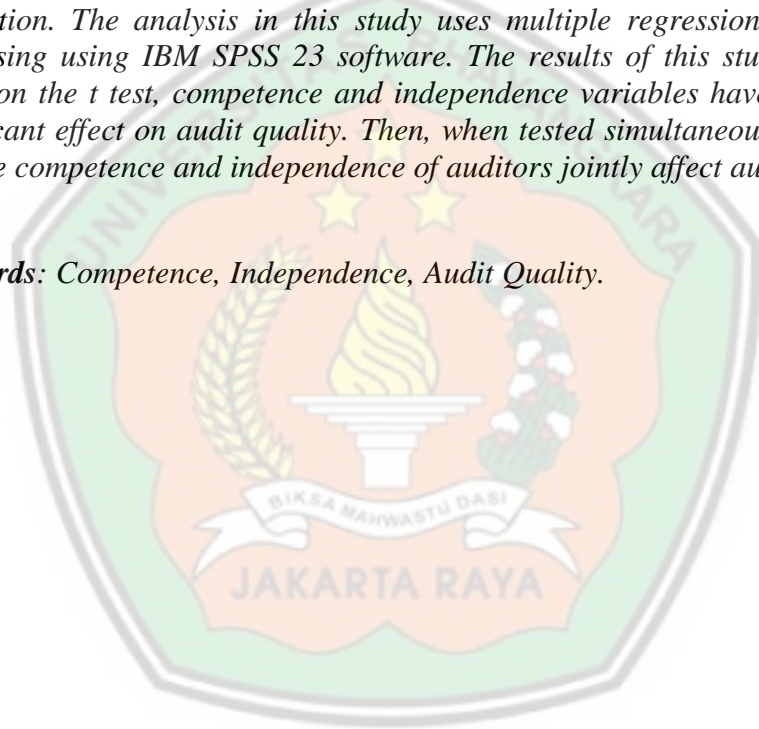 tion. The analysis in this study uses multiple regression
sing using IBM SPSS 23 software. The results of this stu
on the t test, competence and independence variables have
cant effect on audit quality. Then, when tested simultaneou
e competence and independence of auditors jointly affect au
rds: Competence, Independence, Audit Quality.
UNIVERSITAS BHAYANGKARA
BIKSA MAHWASTU DASI
JAKARTA RAYA